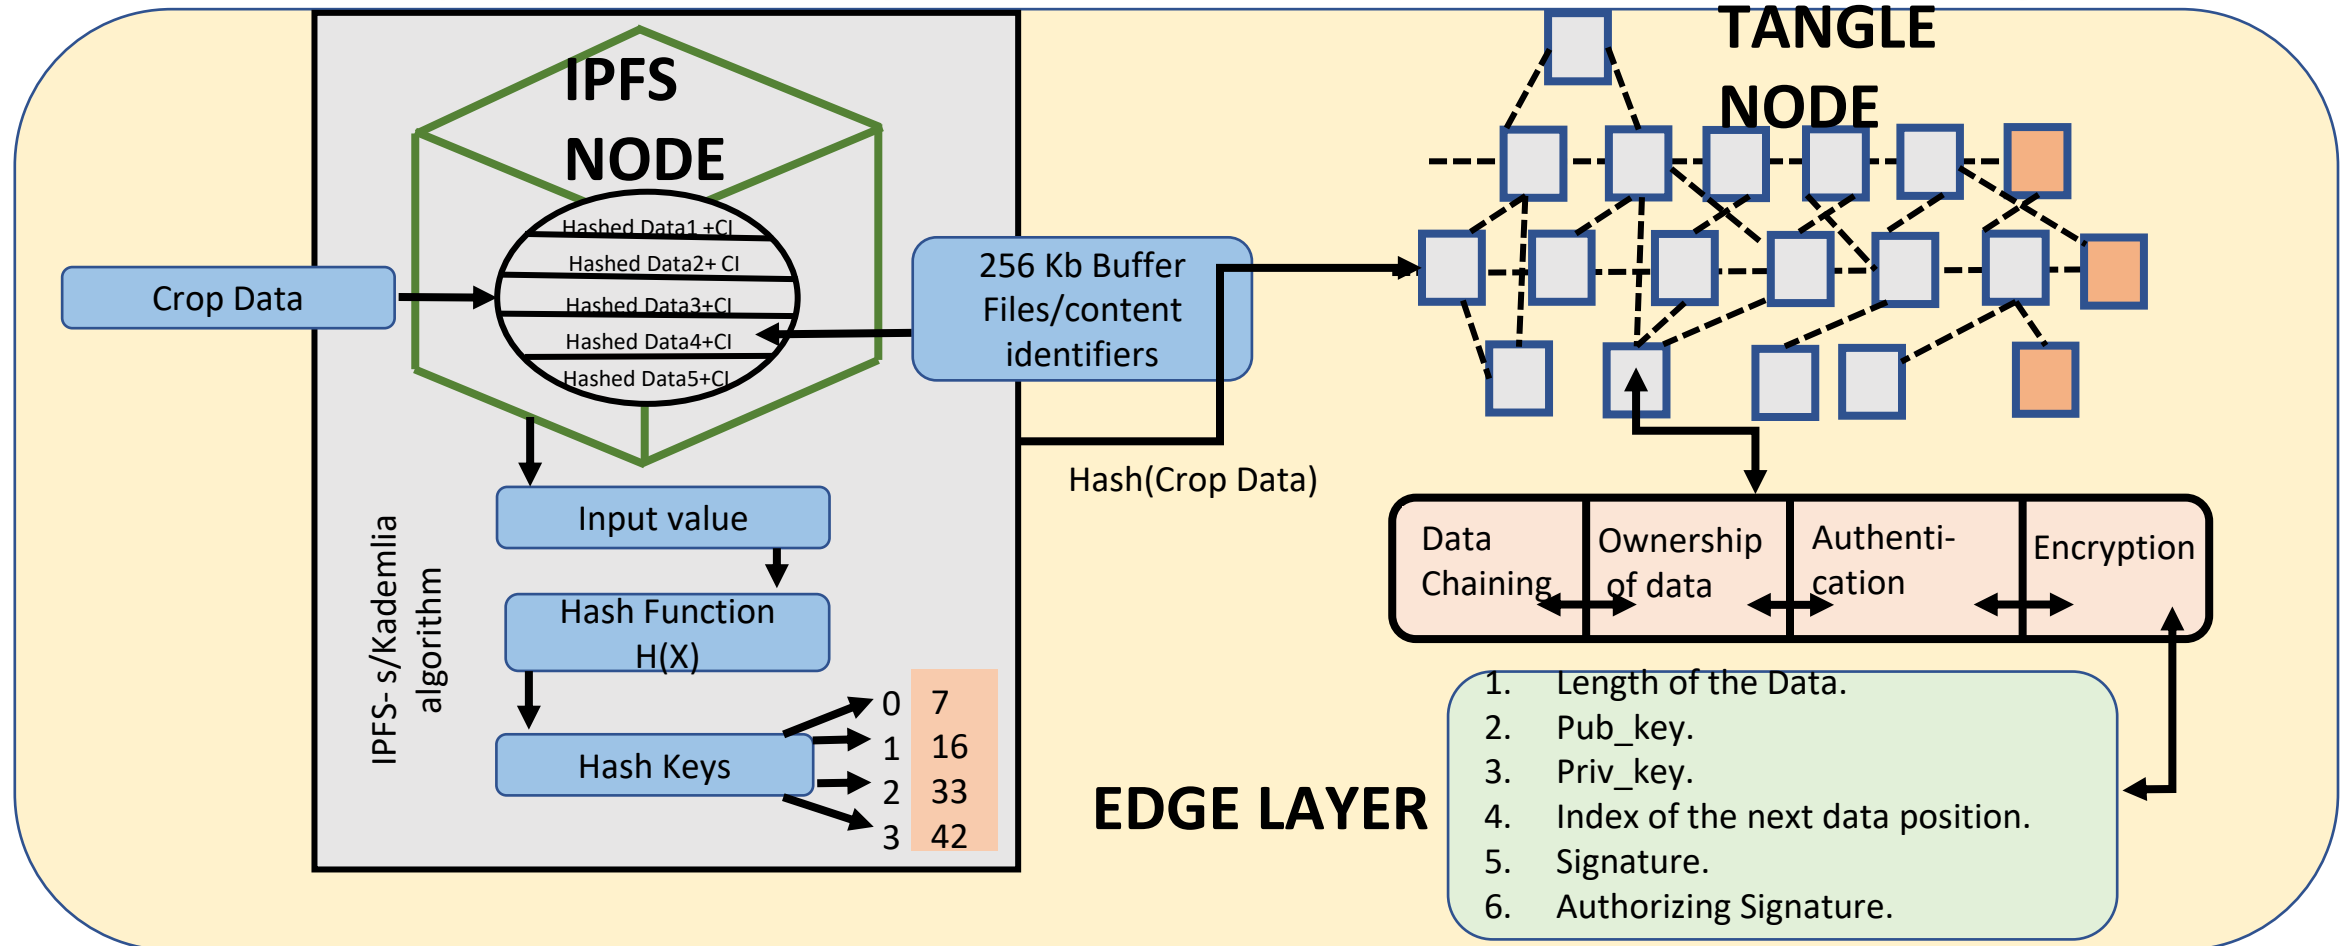 IPFS
NODE
Hashed Data1 +CI
Hashed Data2+ CI
Hashed Data3+CI
Hashed Data4+CI
Hashed Data5+CI
Crop Data
256 Kb Buffer
Files/content
identifiers
Input value
Hash Function
H(X)
Hash Keys
0 7
1 16
2 33
3 42
IPFS- s/Kademlia
algorithm
Hash(Crop Data)
TANGLE
NODE
Data
Chaining
Ownership
of data
Authenti-
cation
Encryption
EDGE LAYER
1. Length of the Data.
2. Pub_key.
3. Priv_key.
4. Index of the next data position.
5. Signature.
6. Authorizing Signature.